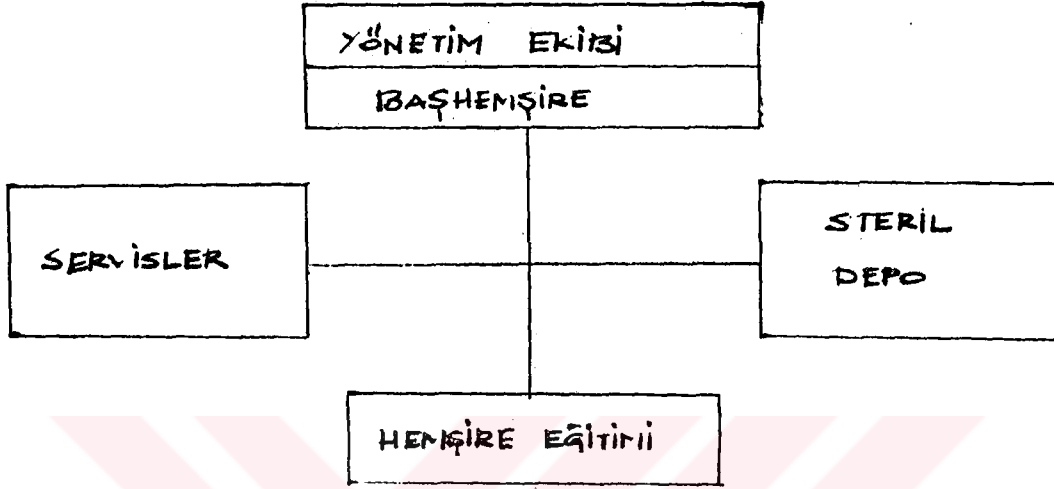 YÖNETİM EKİBİ
BAŞHEMŞİRE
SERVİSLER
STERİL
DEPO
HEMŞİRE EĞİTİMİ